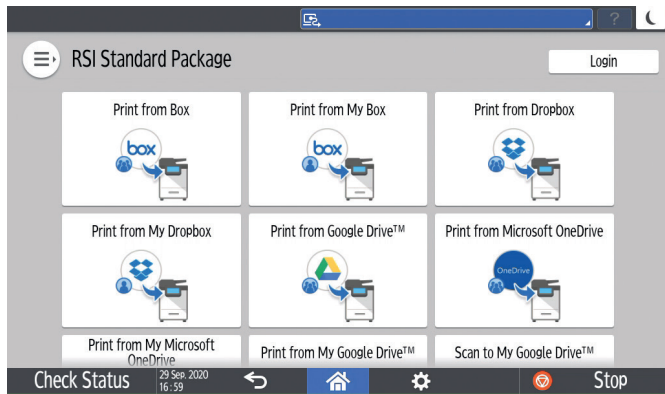 ?
RSI Standard Package
Login
Print from Box
Print from My Box
Print from Dropbox
box
box
Print from My Dropbox
Print from Google Drive™
Print from Microsoft OneDrive
OneDrive
Print from My Microsoft
OneDrive
Print from My Google Drive™
Scan to My Google Drive™
Check Status
29 Sep. 2020
16:59
Stop